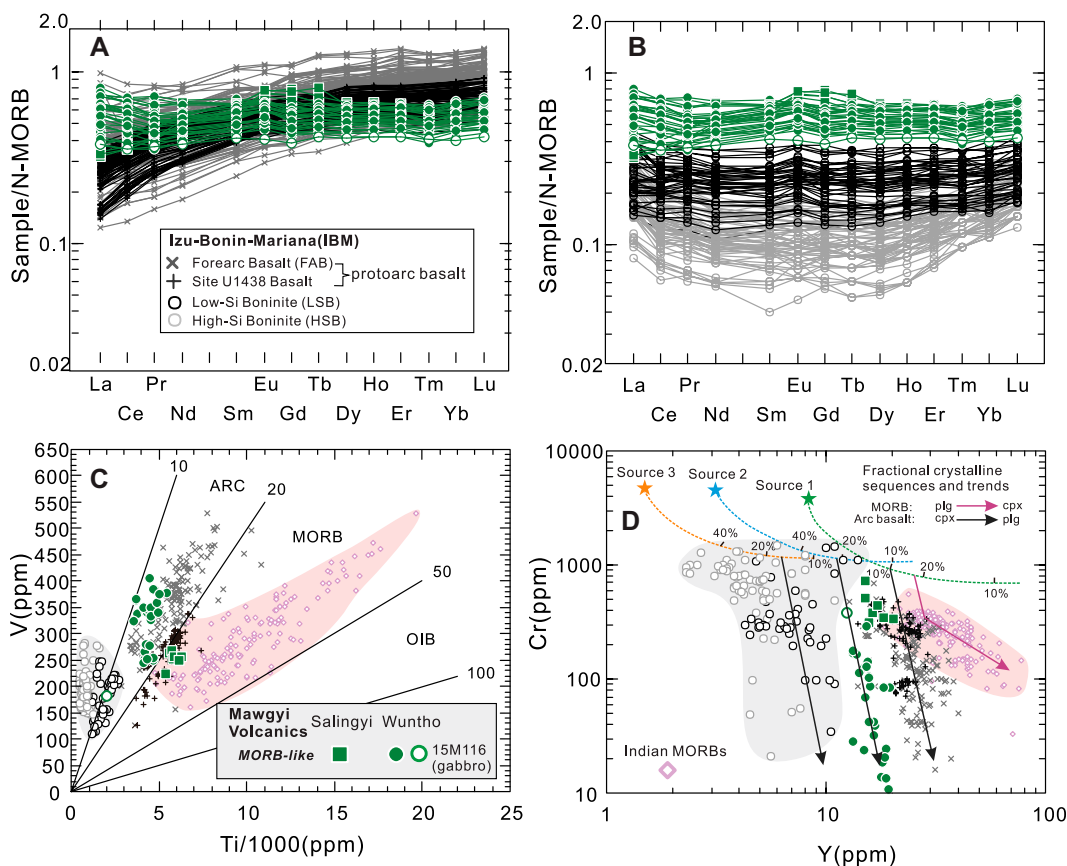 A
B
2.0
1
0.1
0.02
Sample/N-MORB
Izu-Bonin-Mariana(IBM)
Forearc Basalt (FAB)
Site U1438 Basalt
protoarc basalt
Low-Si Boninite (LSB)
High-Si Boninite (HSB)
La Pr Eu Tb Ho Tm Lu
Ce Nd Sm Gd Dy Er Yb
2.0
1.0
0.1
0.02
Sample/N-MORB
La Pr Eu Tb Ho Tm Lu
Ce Nd Sm Gd Dy Er Yb
C
650
600
550
500
450
400
350
300
250
200
150
100
50
0
V(ppm)
10
ARC
20
MORB
50
OIB
100
Mawgyi
Volcanics
Salingyi Wuntho
MORB-like
15M116
(gabbro)
0 5 10 15 20 25
Ti/1000(ppm)
D
10000
1000
100
10
Cr(ppm)
Source 3
Source 2
Source 1
Fractional crystalline
sequences and trends
MORB: plg cpx
Arc basalt: cpx plg
40% 20% 10%
40% 20% 10%
20% 10%
20%
10%
Indian MORBs
1 10 100
Y(ppm)